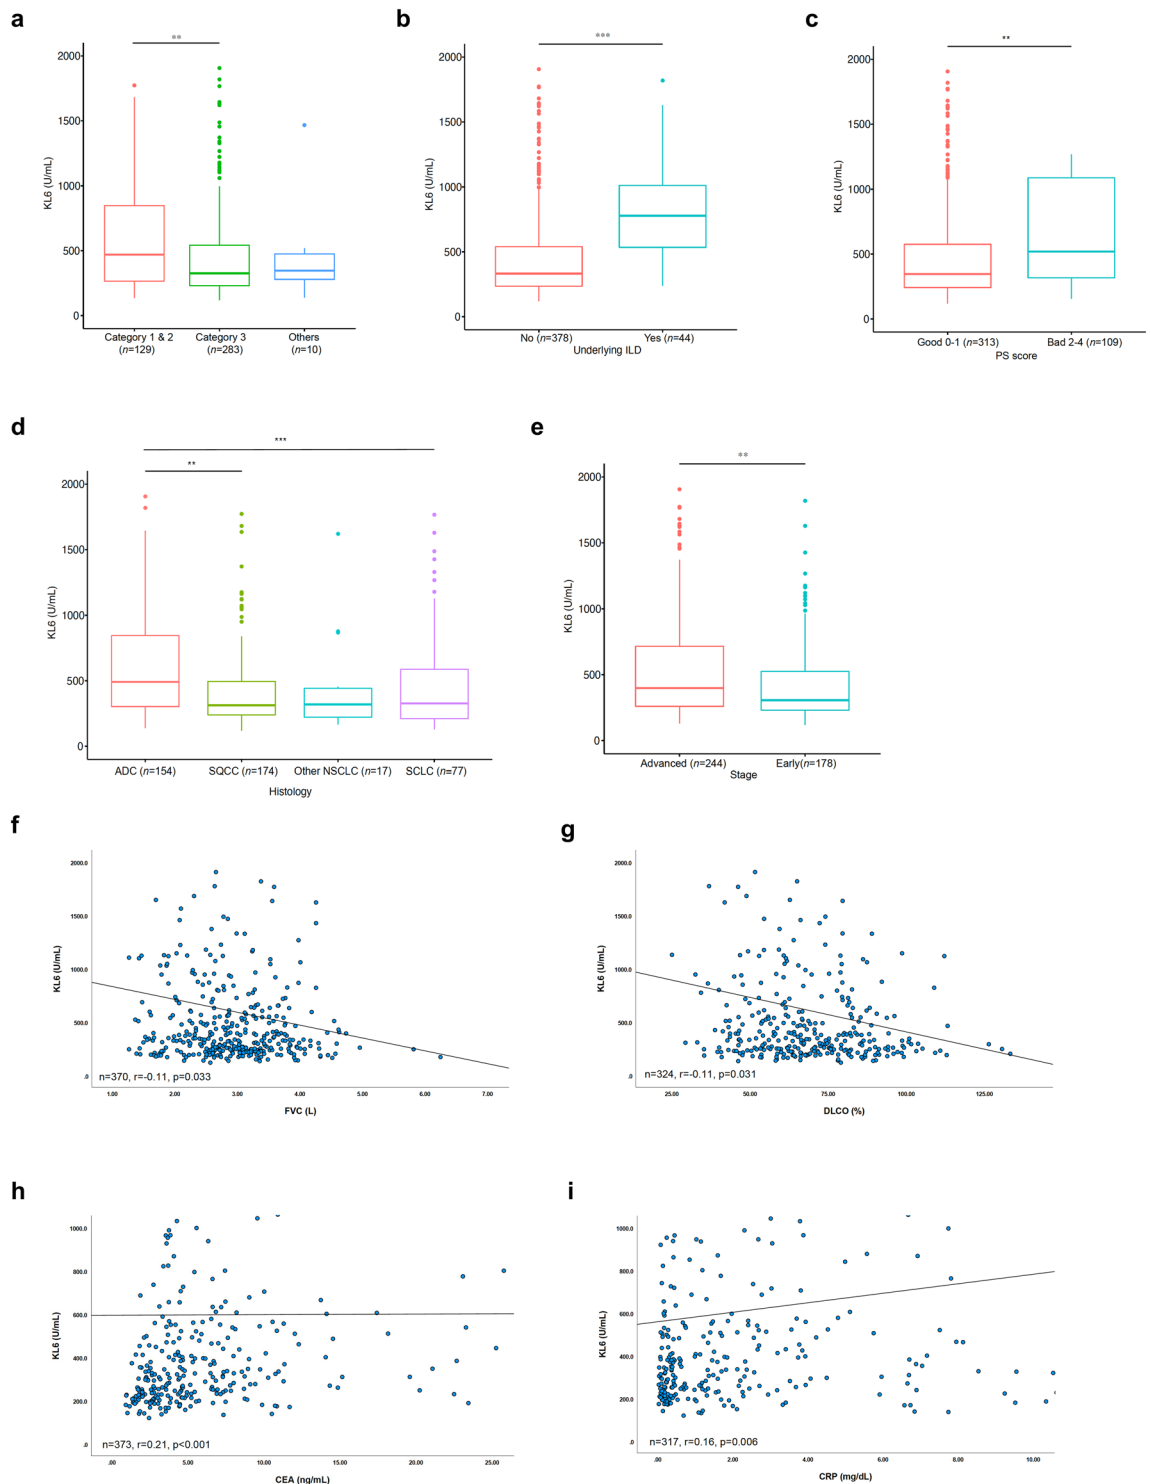 a
**
2000
1500
1000
500
0
KL6 (U/mL)
Category 1 & 2
(n=129)
Category 3
(n=283)
Others
(n=10)
b
***
2000
1500
1000
500
0
KL6 (U/mL)
No (n=378)
Yes (n=44)
Underlying ILD
c
**
2000
1500
1000
500
0
KL6 (U/mL)
Good 0-1 (n=313)
Bad 2-4 (n=109)
PS score
d
***
**
2000
1500
1000
500
0
KL6 (U/mL)
ADC (n=154)
SQCC (n=174)
Other NSCLC (n=17)
SCLC (n=77)
Histology
e
**
2000
1500
1000
500
0
KL6 (U/mL)
Advanced (n=244)
Early(n=178)
Stage
f
2000.0
1500.0
1000.0
500.0
.0
KL6 (U/mL)
n=370, r=-0.11, p=0.033
1.00 2.00 3.00 4.00 5.00 6.00 7.00
FVC (L)
g
2000.0
1500.0
1000.0
500.0
.0
KL6 (U/mL)
n=324, r=-0.11, p=0.031
25.00 50.00 75.00 100.00 125.00
DLCO (%)
h
1000.0
800.0
600.0
400.0
200.0
.0
KL6 (U/mL)
n=373, r=0.21, p<0.001
.00 5.00 10.00 15.00 20.00 25.00
CEA (ng/mL)
i
1000.0
800.0
600.0
400.0
200.0
.0
KL6 (U/mL)
n=317, r=0.16, p=0.006
.00 2.00 4.00 6.00 8.00 10.00
CRP (mg/dL)